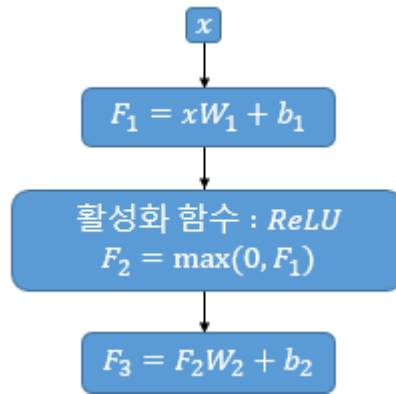 x
F₁ = xW₁ + b₁
활성화 함수 : ReLU
F₂ = max(0, F₁)
F₃ = F₂W₂ + b₂